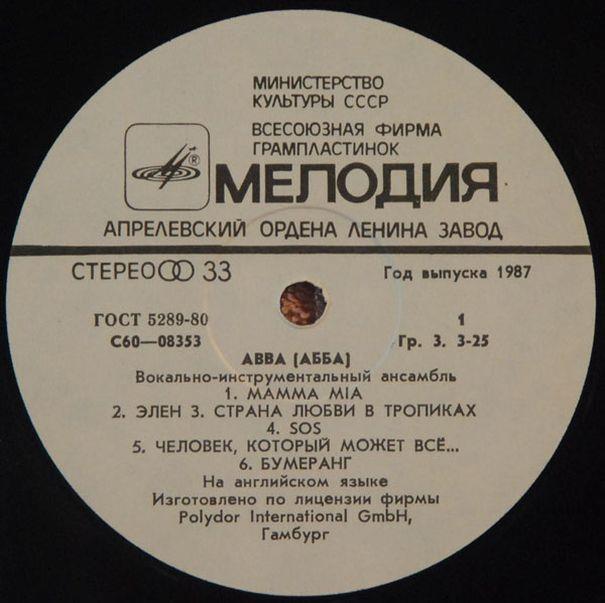 МИНИСТЕРСТВО
КУЛЬТУРЫ СССР
ВСЕСОЮЗНАЯ ФИРМА
ГРАМПЛАСТИНОК
®
МЕЛОДИЯ
АПРЕЛЕВСКИЙ ОРДЕНА ЛЕНИНА ЗАВОД
СТЕРЕО 33
Год выпуска 1987
ГОСТ 5289-80
1
С60—08353
Гр. 3. 3-25
ABBA (АББА)
Вокально-инструментальный ансамбль
1. MAMMA MIA
2. ЭЛЕН 3. СТРАНА ЛЮБВИ В ТРОПИКАХ
4. SOS
5. ЧЕЛОВЕК, КОТОРЫЙ МОЖЕТ ВСЁ...
6. БУМЕРАНГ
На английском языке
Изготовлено по лицензии фирмы
Polydor International GmbH,
Гамбург